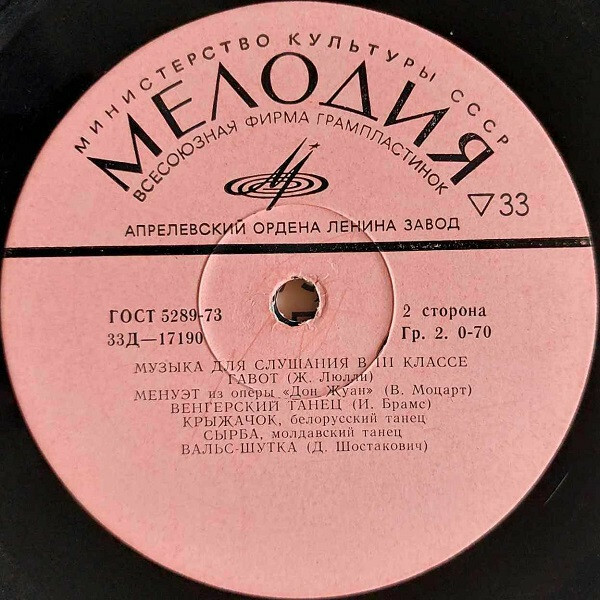 МИНИСТЕРСТВО КУЛЬТУРЫ СССР
МЕЛОДИЯ
ВСЕСОЮЗНАЯ ФИРМА ГРАМПЛАСТИНОК
33
АПРЕЛЕВСКИЙ ОРДЕНА ЛЕНИНА ЗАВОД
ГОСТ 5289-73
2 сторона
33Д—17190
Гр. 2. 0-70
МУЗЫКА ДЛЯ СЛУШАНИЯ В III КЛАССЕ
ГАВОТ (Ж. Люлли)
МЕНУЭТ из оперы «Дон Жуан» (В. Моцарт)
ВЕНГЕРСКИЙ ТАНЕЦ (И. Брамс)
КРЫЖАЧОК, белорусский танец
СЫРБА, молдавский танец
ВАЛЬС-ШУТКА (Д. Шостакович)